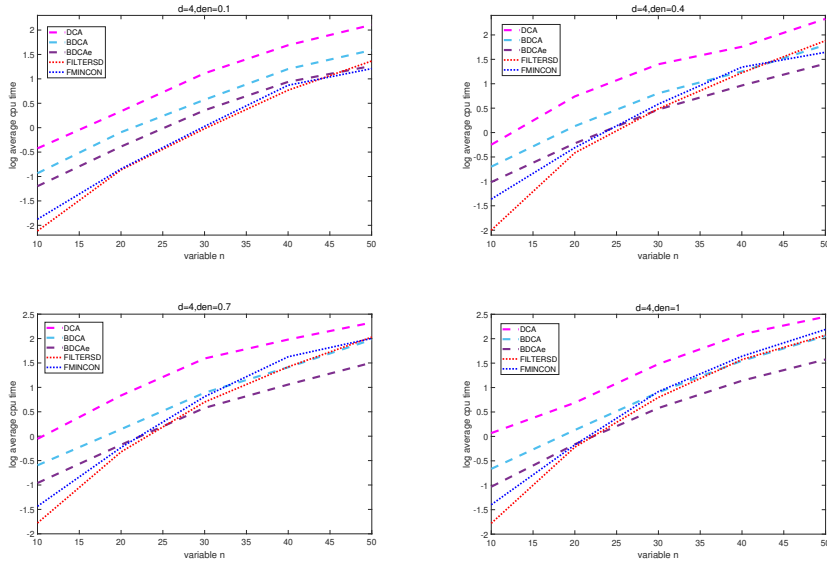 d=4,den=0.1
log average cpu time
2
1.5
1
0.5
0
-0.5
-1
-1.5
-2
DCA
BDCA
BDCAe
FILTERSD
FMINCON
10 15 20 25 30 35 40 45 50
variable n
d=4,den=0.4
log average cpu time
2
1.5
1
0.5
0
-0.5
-1
-1.5
-2
DCA
BDCA
BDCAe
FILTERSD
FMINCON
10 15 20 25 30 35 40 45 50
variable n
d=4,den=0.7
log average cpu time
2.5
2
1.5
1
0.5
0
-0.5
-1
-1.5
-2
DCA
BDCA
BDCAe
FILTERSD
FMINCON
10 15 20 25 30 35 40 45 50
variable n
d=4,den=1
log average cpu time
2.5
2
1.5
1
0.5
0
-0.5
-1
-1.5
-2
DCA
BDCA
BDCAe
FILTERSD
FMINCON
10 15 20 25 30 35 40 45 50
variable n